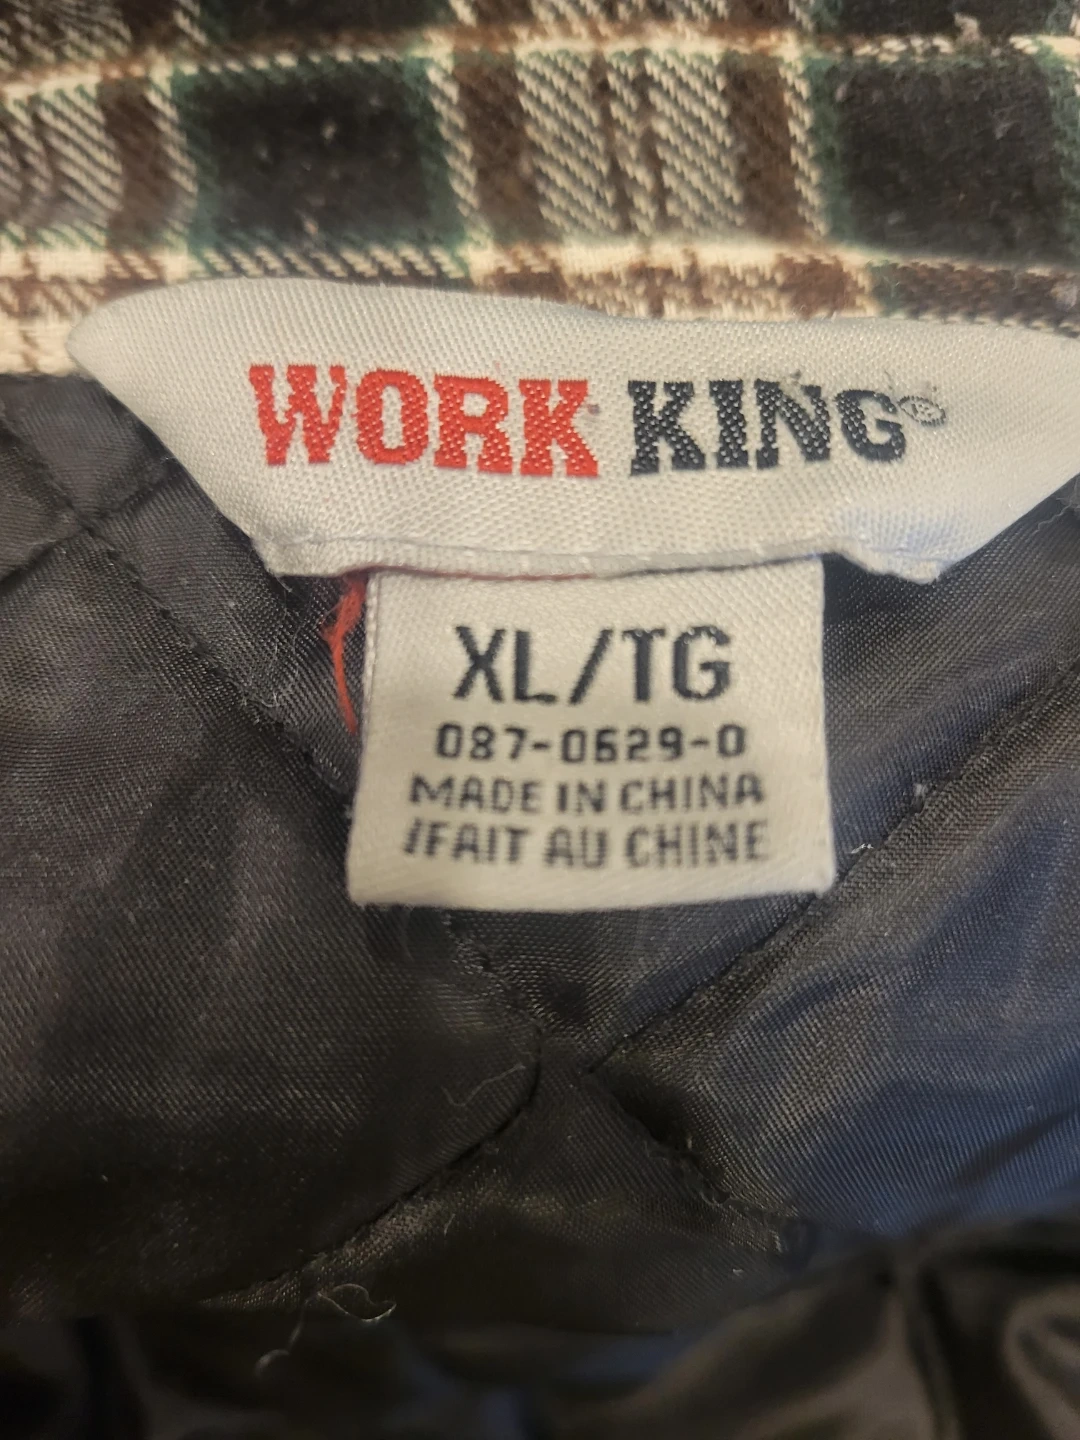 WORK KING®
XL/TG
087-0629-0
MADE IN CHINA
/FAIT AU CHINE